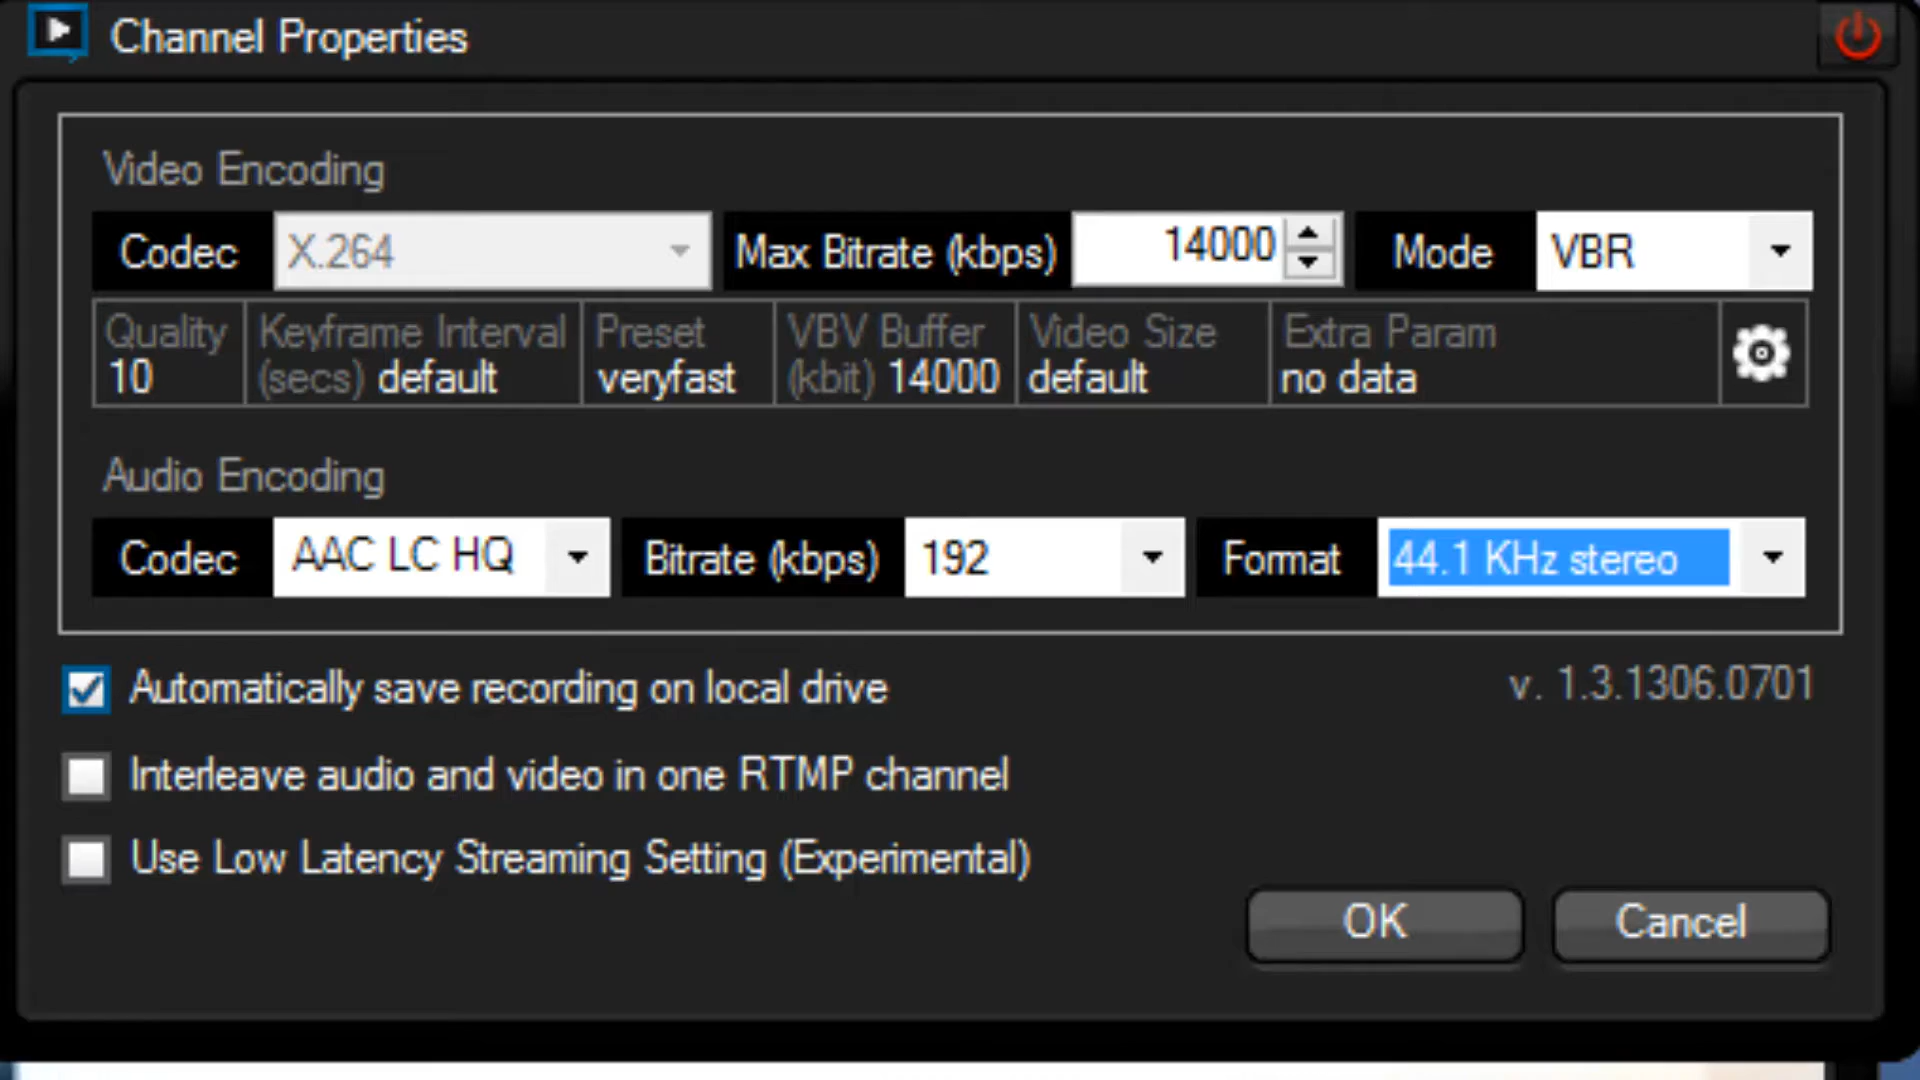 Channel Properties
Video Encoding
Codec X.264 Max Bitrate (kbps) 14000 Mode VBR
Quality Keyframe Interval Preset VBV Buffer Video Size Extra Param
10 (secs) default veryfast (kbit) 14000 default no data
Audio Encoding
Codec AAC LC HQ Bitrate (kbps) 192 Format 44.1 KHz stereo
Automatically save recording on local drive v. 1.3.1306.0701
Interleave audio and video in one RTMP channel
Use Low Latency Streaming Setting (Experimental)
OK Cancel